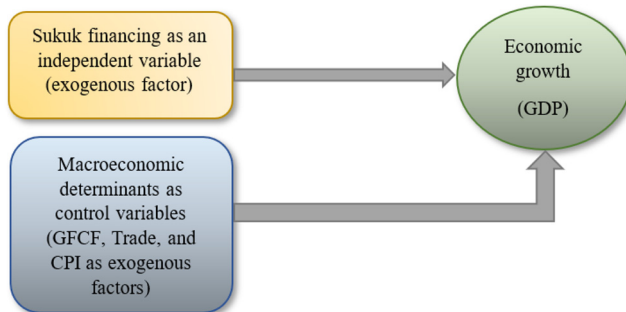 Sukuk financing as an
independent variable
(exogenous factor)
Economic
growth
(GDP)
Macroeconomic
determinants as
control variables
(GFCF, Trade, and
CPI as exogenous
factors)